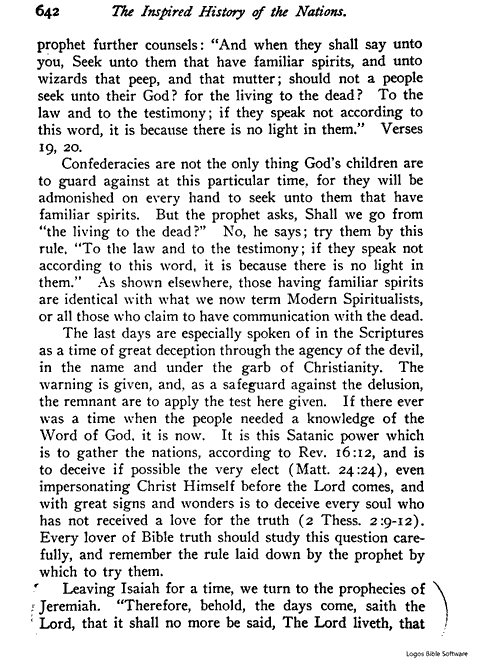 642 The Inspired History of the Nations.
prophet further counsels: "And when they shall say unto
you, Seek unto them that have familiar spirits, and unto
wizards that peep, and that mutter; should not a people
seek unto their God? for the living to the dead? To the
law and to the testimony; if they speak not according to
this word, it is because there is no light in them." Verses
19, 20.
Confederacies are not the only thing God's children are
to guard against at this particular time, for they will be
admonished on every hand to seek unto them that have
familiar spirits. But the prophet asks, Shall we go from
"the living to the dead?" No, he says; try them by this
rule, "To the law and to the testimony; if they speak not
according to this word, it is because there is no light in
them." As shown elsewhere, those having familiar spirits
are identical with what we now term Modern Spiritualists,
or all those who claim to have communication with the dead.
The last days are especially spoken of in the Scriptures
as a time of great deception through the agency of the devil,
in the name and under the garb of Christianity. The
warning is given, and, as a safeguard against the delusion,
the remnant are to apply the test here given. If there ever
was a time when the people needed a knowledge of the
Word of God, it is now. It is this Satanic power which
is to gather the nations, according to Rev. 16:12, and is
to deceive if possible the very elect (Matt. 24:24), even
impersonating Christ Himself before the Lord comes, and
with great signs and wonders is to deceive every soul who
has not received a love for the truth (2 Thess. 2:9-12).
Every lover of Bible truth should study this question care-
fully, and remember the rule laid down by the prophet by
which to try them.
Leaving Isaiah for a time, we turn to the prophecies of
Jeremiah. "Therefore, behold, the days come, saith the
Lord, that it shall no more be said, The Lord liveth, that
Logos Bible Software